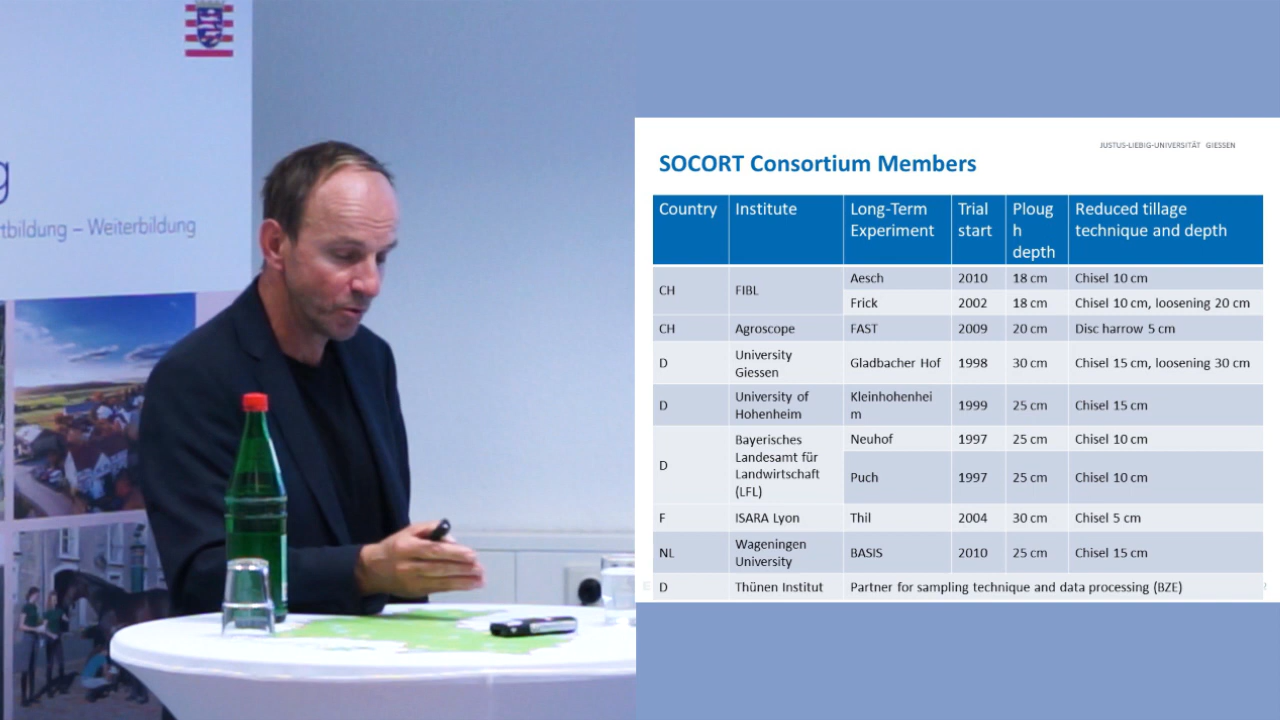 g
tbildung – Weiterbildung
JUSTUS-LIEBIG-UNIVERSITÄT GIESSEN
SOCORT Consortium Members
Country Institute Long-Term Experiment Trial start Ploug h depth Reduced tillage technique and depth
CH FIBL Aesch 2010 18 cm Chisel 10 cm
Frick 2002 18 cm Chisel 10 cm, loosening 20 cm
CH Agroscope FAST 2009 20 cm Disc harrow 5 cm
D University Giessen Gladbacher Hof 1998 30 cm Chisel 15 cm, loosening 30 cm
D University of Hohenheim Kleinhohenhei m 1999 25 cm Chisel 15 cm
D Bayerisches Landesamt für Landwirtschaft (LFL) Neuhof 1997 25 cm Chisel 10 cm
Puch 1997 25 cm Chisel 10 cm
F ISARA Lyon Thil 2004 30 cm Chisel 5 cm
NL Wageningen University BASIS 2010 25 cm Chisel 15 cm
D Thünen Institut Partner for sampling technique and data processing (BZE)